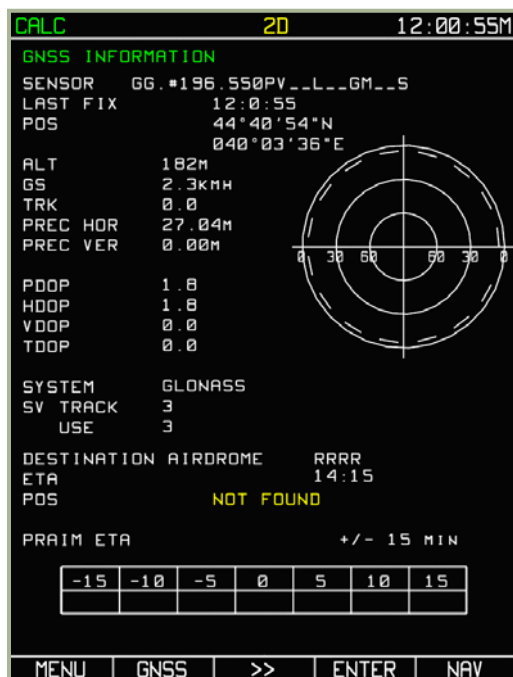 CALC 2D 12:00:55M
GNSS INFORMATION
SENSOR GG.#196.550PV__L__GM__S
LAST FIX 12:0:55
POS 44°40'54"N
040°03'36"E
ALT 182M
GS 2.3KMH
TRK 0.0
PREC HOR 27.04M
PREC VER 0.00M
0 30 60 60 30 0
PDOP 1.8
HDOP 1.8
VDOP 0.0
TDOP 0.0
SYSTEM GLONASS
SV TRACK 3
USE 3
DESTINATION AIRDROME RRRR
ETA 14:15
POS NOT FOUND
PRAIM ETA +/- 15 MIN
-15 -10 -5 0 5 10 15
MENU GNSS >> ENTER NAV